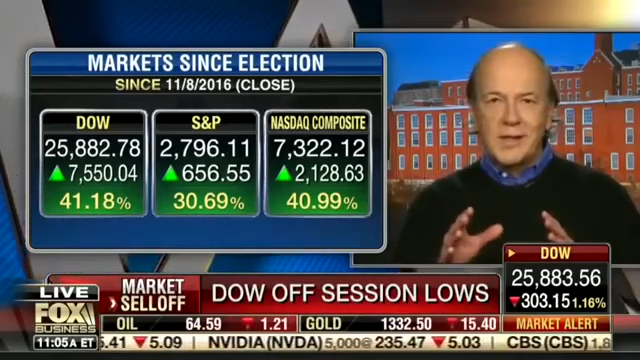 MARKETS SINCE ELECTION
SINCE 11/8/2016 (CLOSE)
DOW
25,882.78
▲7,550.04
41.18%
S&P
2,796.11
▲656.55
30.69%
NASDAQ COMPOSITE
7,322.12
▲2,128.63
40.99%
DOW
25,883.56
▼303.15 1.16%
MARKET ALERT
MARKET
SELLOFF
DOW OFF SESSION LOWS
LIVE
FOX
BUSINESS
11:05A ET
OIL 64.59 ▼ 1.21 GOLD 1332.50 ▼ 15.40
5.41 ▼ 5.09 NVIDIA (NVDA) 5,000@235.47 ▼ 5.03 CBS(CBS)